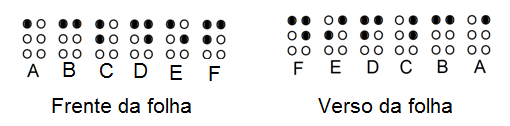 A B C D E F F E D C B A
Frente da folha Verso da folha